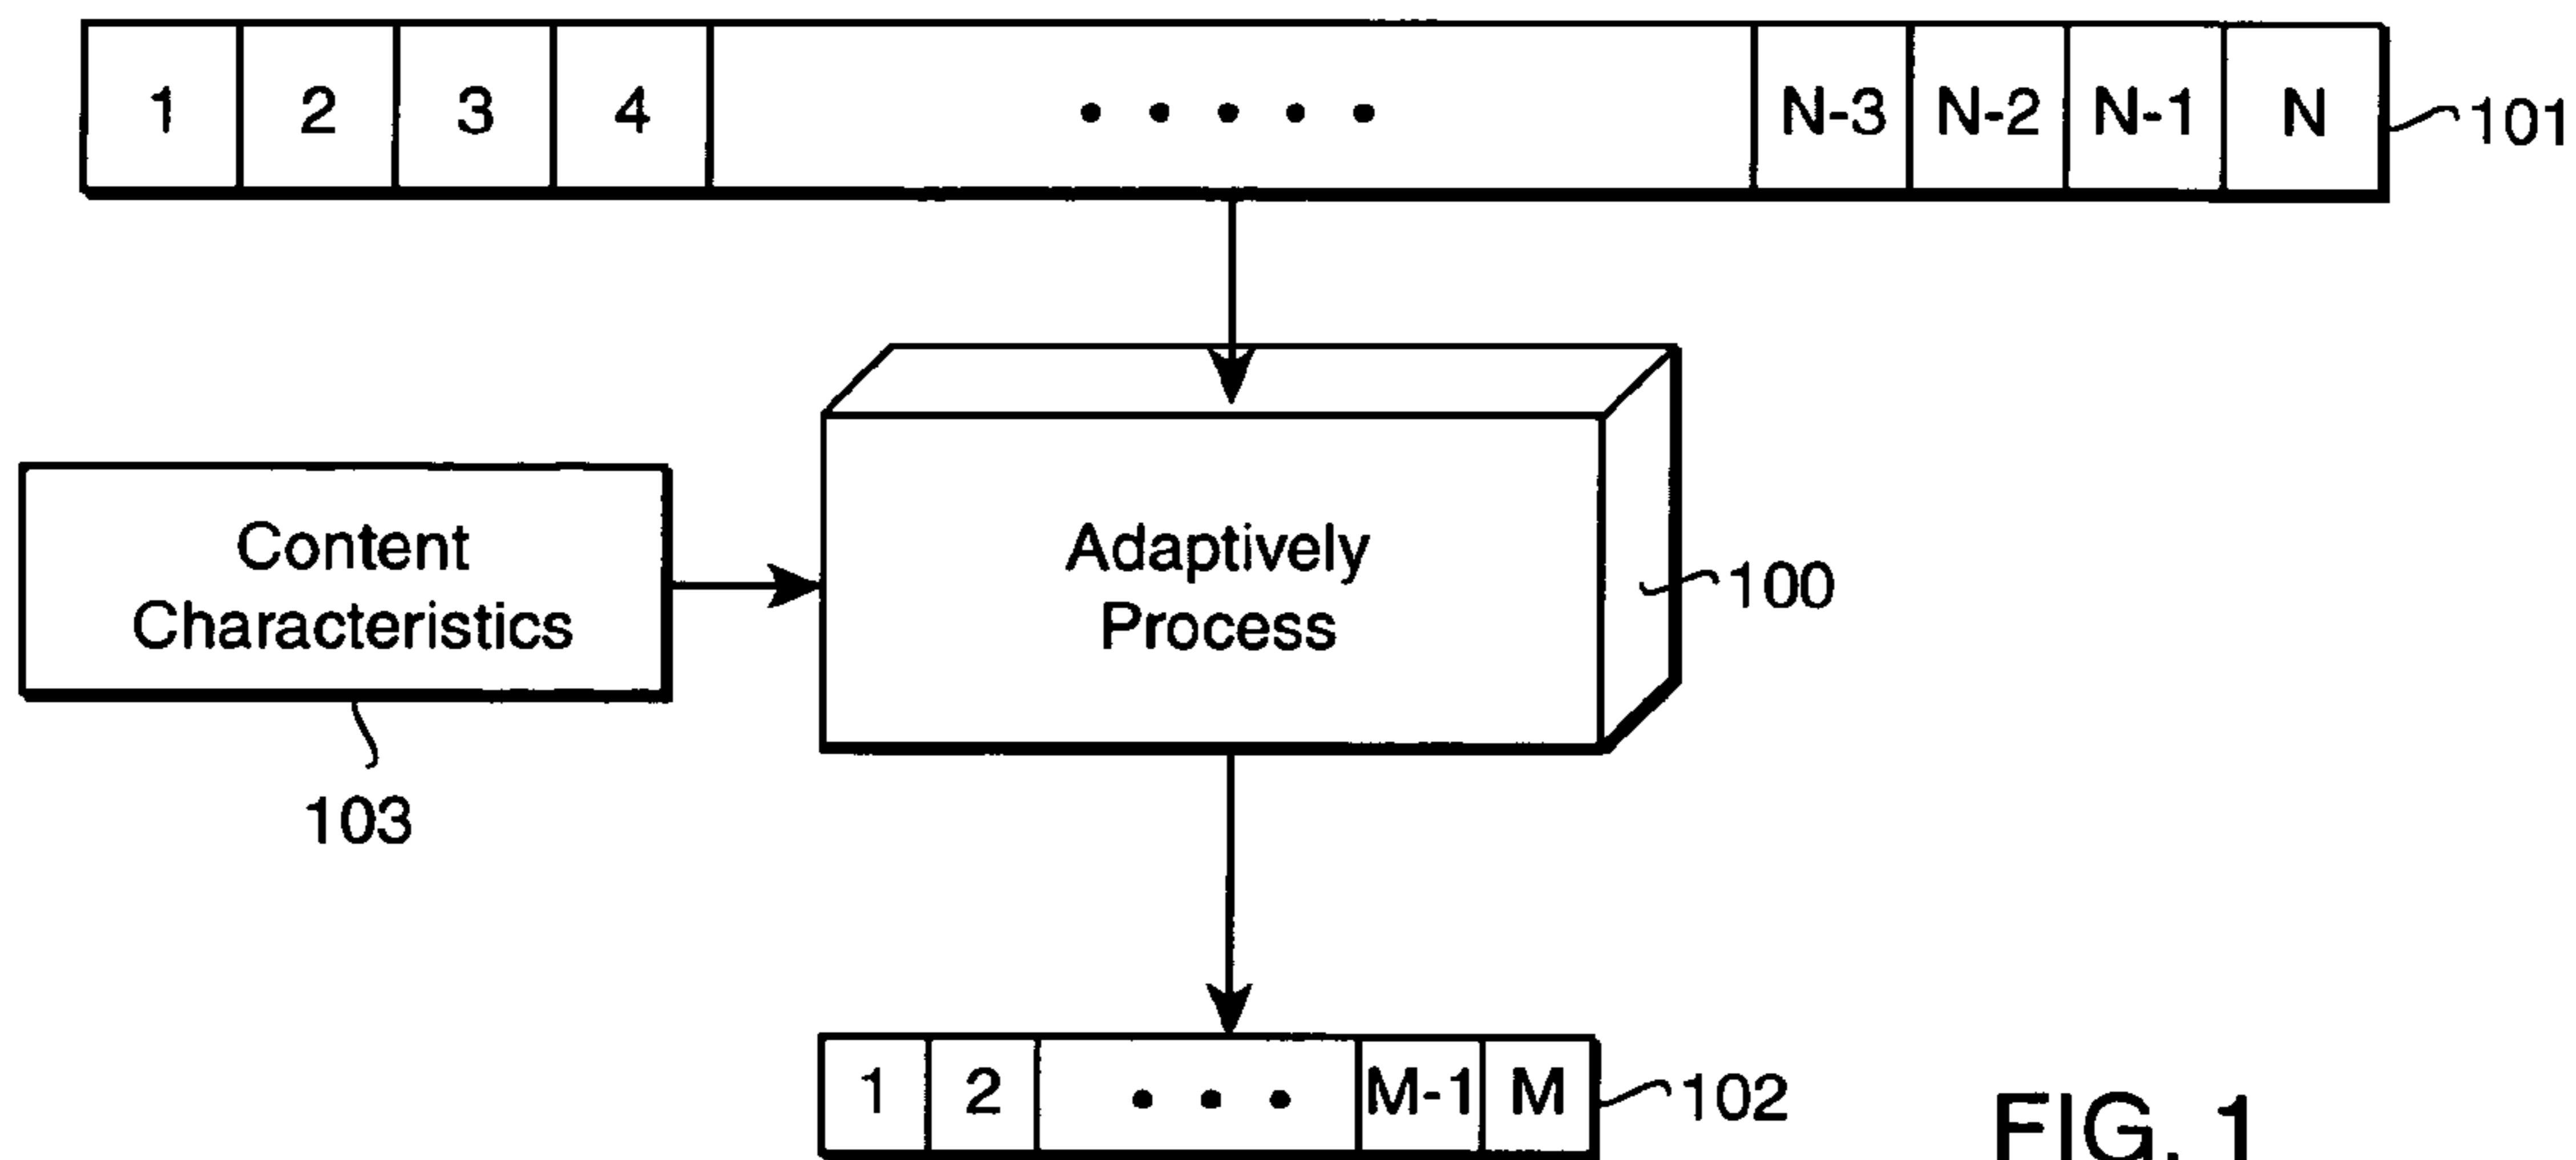 1 2 3 4 . . . . . N-3 N-2 N-1 N 101
Content
Characteristics
103
Adaptively
Process
100
1 2 . . . M-1 M 102
FIG. 1